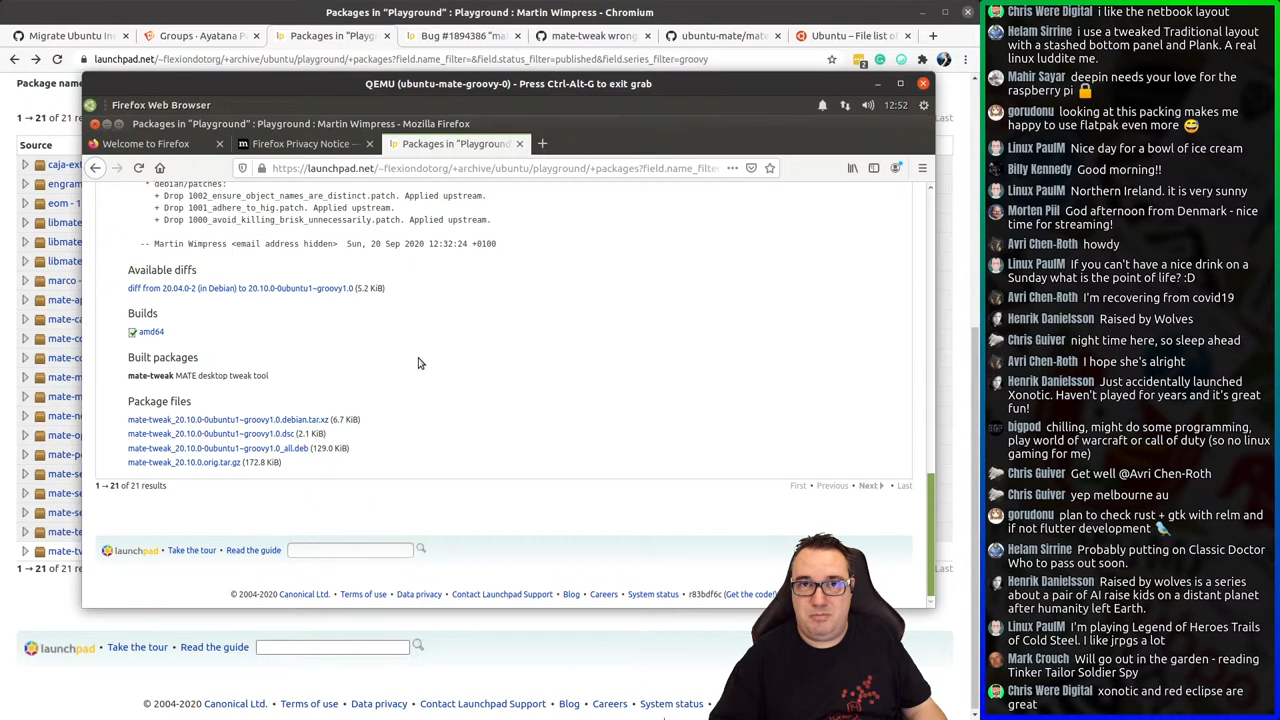 Packages in “Playground” : Playground : Martin Wimpress - Chromium
Migrate Ubuntu In
Groups - Ayatana P
Packages in “Playg
Bug #1894386 “mat
mate-tweak wrong
ubuntu-mate/mate
Ubuntu – File list o
launchpad.net/~flexiondotorg/+archive/ubuntu/playground/+packages?field.name_filter=&field.status_filter=published&field.series_filter=groovy
Package nam
1 → 21 of 21 r
Last
Source
caja-ext
engram
eom - 1
libmate
libmate
libmate
marco -
mate-ap
mate-ca
mate-co
mate-de
mate-m
mate-m
mate-m
mate-op
mate-pe
mate-se
mate-se
mate-se
mate-te
mate-tw
1 → 21 of 21 re
Last
QEMU (ubuntu-mate-groovy-0) - Press Ctrl-Alt-G to exit grab
Firefox Web Browser
12:52
Packages in “Playground” : Playground : Martin Wimpress - Mozilla Firefox
Welcome to Firefox
Firefox Privacy Notice —
Packages in “Playground
https://launchpad.net/~flexiondotorg/+archive/ubuntu/playground/+packages?field.name_filter
* debian/patches:
+ Drop 1002_ensure_object_names_are_distinct.patch. Applied upstream.
+ Drop 1001_adhere_to_hig.patch. Applied upstream.
+ Drop 1000_avoid_killing_brisk_unnecessarily.patch. Applied upstream.
-- Martin Wimpress <email address hidden> Sun, 20 Sep 2020 12:32:24 +0100
Available diffs
diff from 20.04.0-2 (in Debian) to 20.10.0-0ubuntu1~groovy1.0 (5.2 KiB)
Builds
amd64
Built packages
mate-tweak MATE desktop tweak tool
Package files
mate-tweak_20.10.0-0ubuntu1~groovy1.0.debian.tar.xz (6.7 KiB)
mate-tweak_20.10.0-0ubuntu1~groovy1.0.dsc (2.1 KiB)
mate-tweak_20.10.0-0ubuntu1~groovy1.0_all.deb (129.0 KiB)
mate-tweak_20.10.0.orig.tar.gz (172.8 KiB)
1 → 21 of 21 results
First • Previous • Next • Last
launchpad • Take the tour • Read the guide
© 2004-2020 Canonical Ltd. • Terms of use • Data privacy • Contact Launchpad Support • Blog • Careers • System status • r83bdf6c (Get the code!)
launchpad • Take the tour • Read the guide
© 2004-2020 Canonical Ltd. • Terms of use • Data privacy • Contact Launchpad Support • Blog • Careers • System status •
Chris Were Digital i like the netbook layout
Helam Sirrine i use a tweaked Traditional layout
with a stashed bottom panel and Plank. A real
linux luddite me.
Mahir Sayar deepin needs your love for the
raspberry pi 🔒
gorudonu looking at this packing makes me
happy to use flatpak even more 😅
Linux PaulM Nice day for a bowl of ice cream
Billy Kennedy Good morning!!
Linux PaulM Northern Ireland. it is very sunny
Morten Piil God afternoon from Denmark - nice
time for streaming!
Avri Chen-Roth howdy
Linux PaulM If you can't have a nice drink on a
Sunday what is the point of life? :D
Avri Chen-Roth I'm recovering from covid19
Henrik Danielsson Raised by Wolves
Chris Guiver night time here, so sleep ahead
Avri Chen-Roth I hope she's alright
Henrik Danielsson Just accidentally launched
Xonotic. Haven't played for years and it's great
fun!
bigpod chilling, might do some programming,
play world of warcraft or call of duty (so no linux
gaming for me)
Chris Guiver Get well @Avri Chen-Roth
Chris Guiver yep melbourne au
gorudonu plan to check rust + gtk with relm and
if not flutter development 🐦
Helam Sirrine Probably putting on Classic Doctor
Who to pass out soon.
Henrik Danielsson Raised by wolves is a series
about a pair of AI raise kids on a distant planet
after humanity left Earth.
Linux PaulM I'm playing Legend of Heroes Trails
of Cold Steel. I like jrpgs a lot
Mark Crouch Will go out in the garden - reading
Tinker Tailor Soldier Spy
Chris Were Digital xonotic and red eclipse are
great